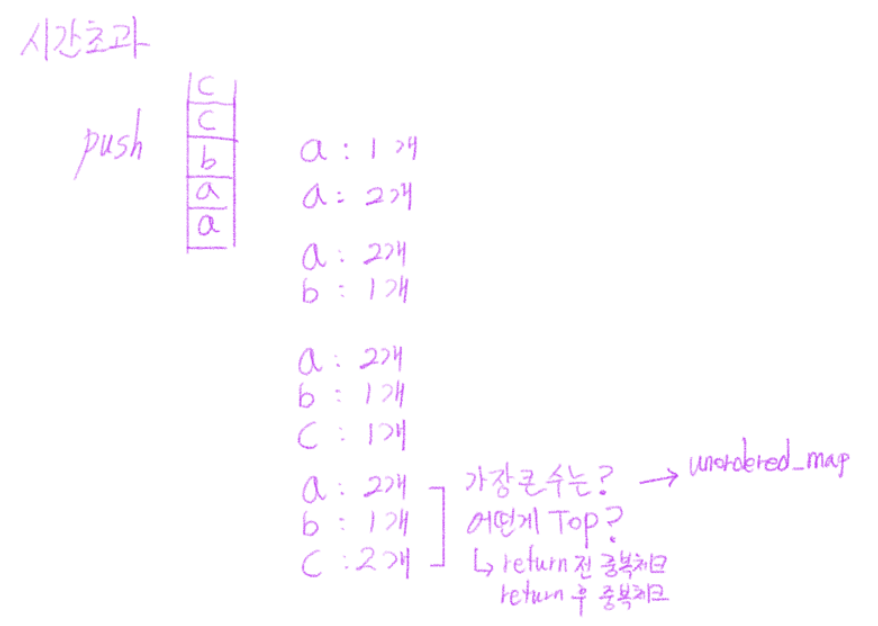 시간초과
push
c
c
b
a
a
a : 1개
a : 2개
a : 2개
b : 1개
a : 2개
b : 1개
c : 1개
a : 2개
b : 1개
c : 2개
가장 큰 수는? → unordered_map
어떤게 Top?
↳ return 전 중복체크
return 후 중복체크